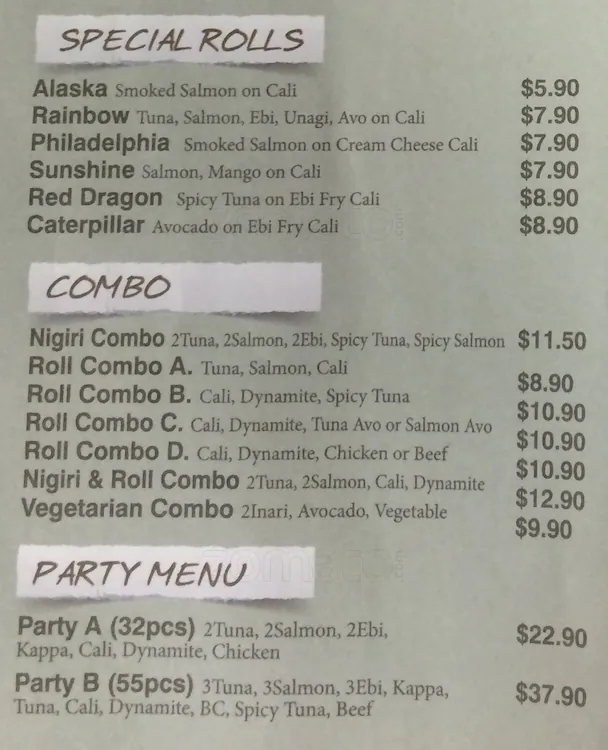 SPECIAL ROLLS
Alaska Smoked Salmon on Cali $5.90
Rainbow Tuna, Salmon, Ebi, Unagi, Avo on Cali $7.90
Philadelphia Smoked Salmon on Cream Cheese Cali $7.90
Sunshine Salmon, Mango on Cali $7.90
Red Dragon Spicy Tuna on Ebi Fry Cali $8.90
Caterpillar Avocado on Ebi Fry Cali $8.90
COMBO
Nigiri Combo 2Tuna, 2Salmon, 2Ebi, Spicy Tuna, Spicy Salmon $11.50
Roll Combo A. Tuna, Salmon, Cali $8.90
Roll Combo B. Cali, Dynamite, Spicy Tuna $10.90
Roll Combo C. Cali, Dynamite, Tuna Avo or Salmon Avo $10.90
Roll Combo D. Cali, Dynamite, Chicken or Beef $10.90
Nigiri & Roll Combo 2Tuna, 2Salmon, Cali, Dynamite $12.90
Vegetarian Combo 2Inari, Avocado, Vegetable $9.90
PARTY MENU
Party A (32pcs) 2Tuna, 2Salmon, 2Ebi, $22.90
Kappa, Cali, Dynamite, Chicken
Party B (55pcs) 3Tuna, 3Salmon, 3Ebi, Kappa, $37.90
Tuna, Cali, Dynamite, BC, Spicy Tuna, Beef